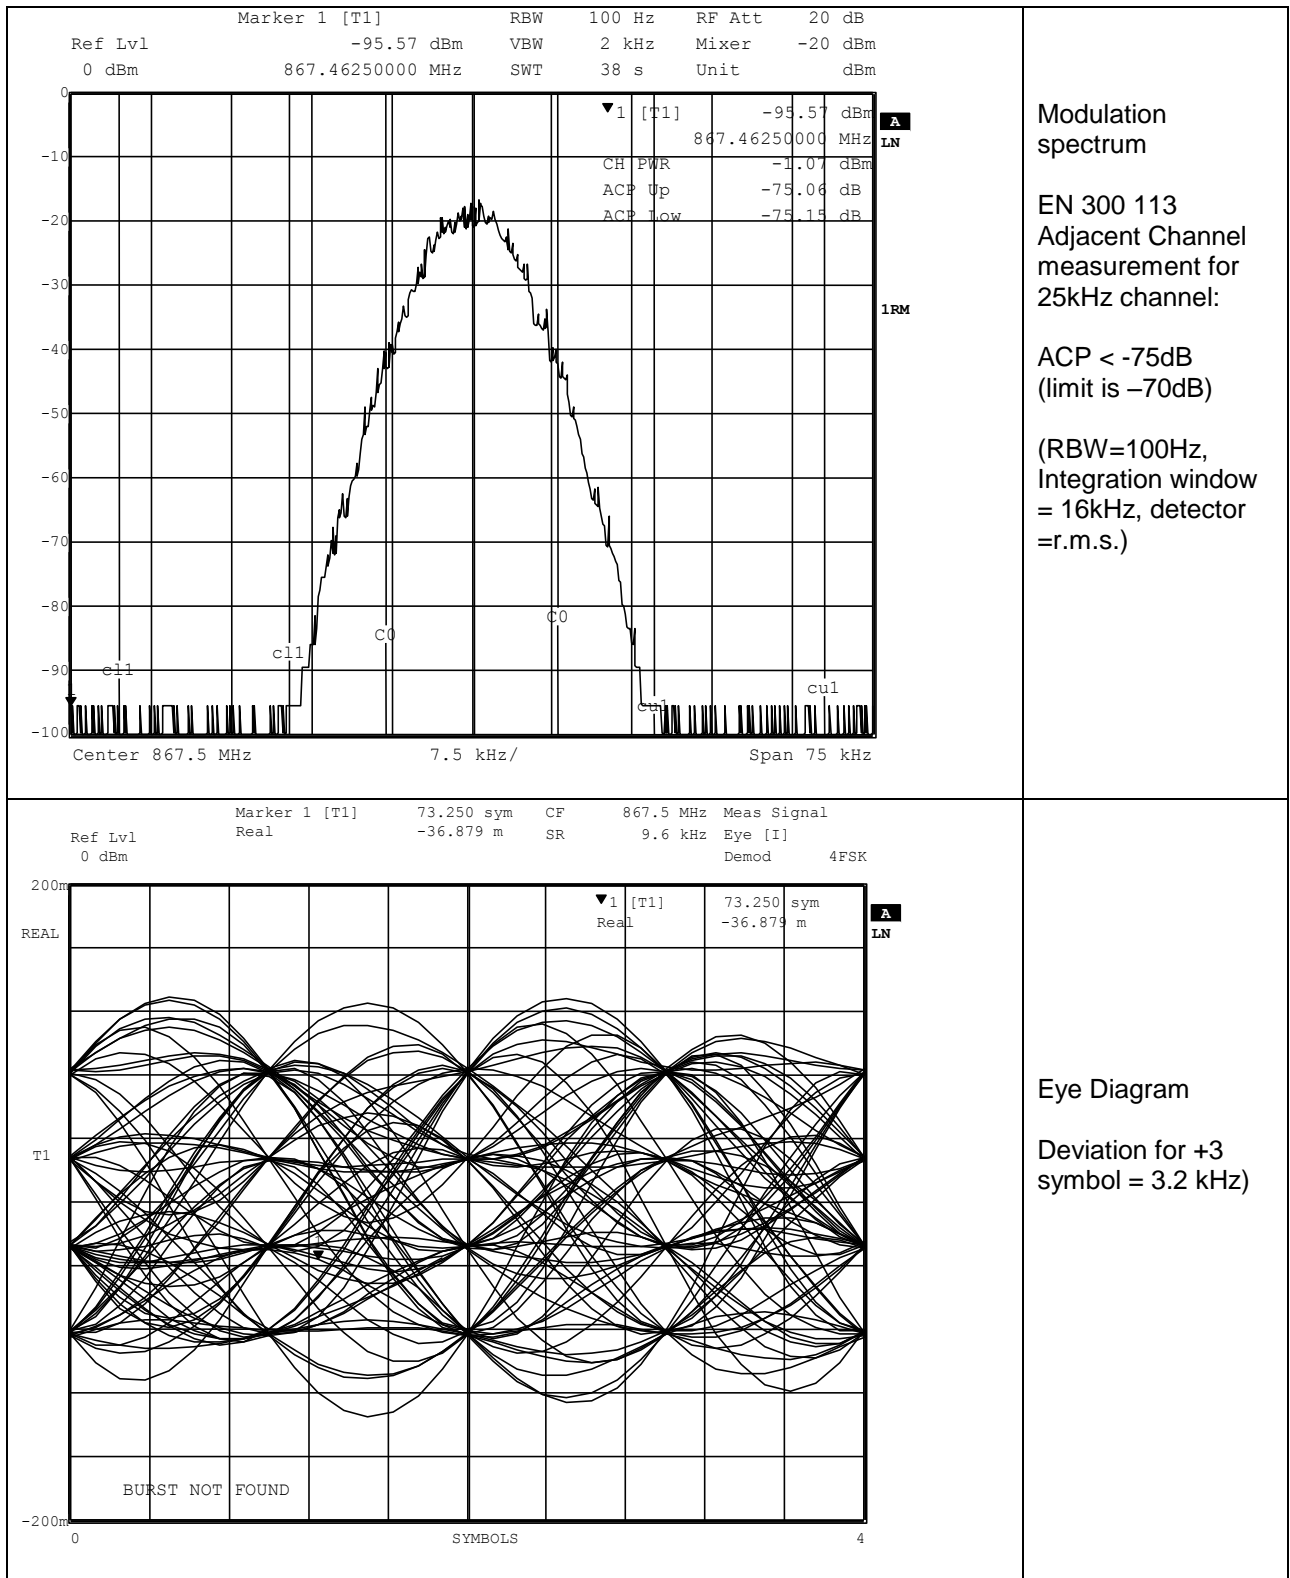 Marker 1 [T1] RBW 100 Hz RF Att 20 dB
Ref Lvl -95.57 dBm VBW 2 kHz Mixer -20 dBm
0 dBm 867.46250000 MHz SWT 38 s Unit dBm
0
1 [T1] -95.57 dBm
A
867.46250000 MHz
LN
-10
CH PWR -1.07 dBm
ACP Up -75.06 dB
ACP Low -75.15 dB
-20
-30
1RM
-40
-50
-60
-70
-80
C0
C0
cl1
cl1
-90
cu1
cu1
1
-100
Center 867.5 MHz 7.5 kHz/ Span 75 kHz
Modulation
spectrum
EN 300 113
Adjacent Channel
measurement for
25kHz channel:
ACP < -75dB
(limit is –70dB)
(RBW=100Hz,
Integration window
= 16kHz, detector
=r.m.s.)
Marker 1 [T1] 73.250 sym CF 867.5 MHz Meas Signal
Ref Lvl Real -36.879 m SR 9.6 kHz Eye [I]
0 dBm Demod 4FSK
200m
1 [T1] 73.250 sym
A
Real -36.879 m
REAL
LN
T1
1
BURST NOT FOUND
-200m
0 SYMBOLS 4
Eye Diagram
Deviation for +3
symbol = 3.2 kHz)